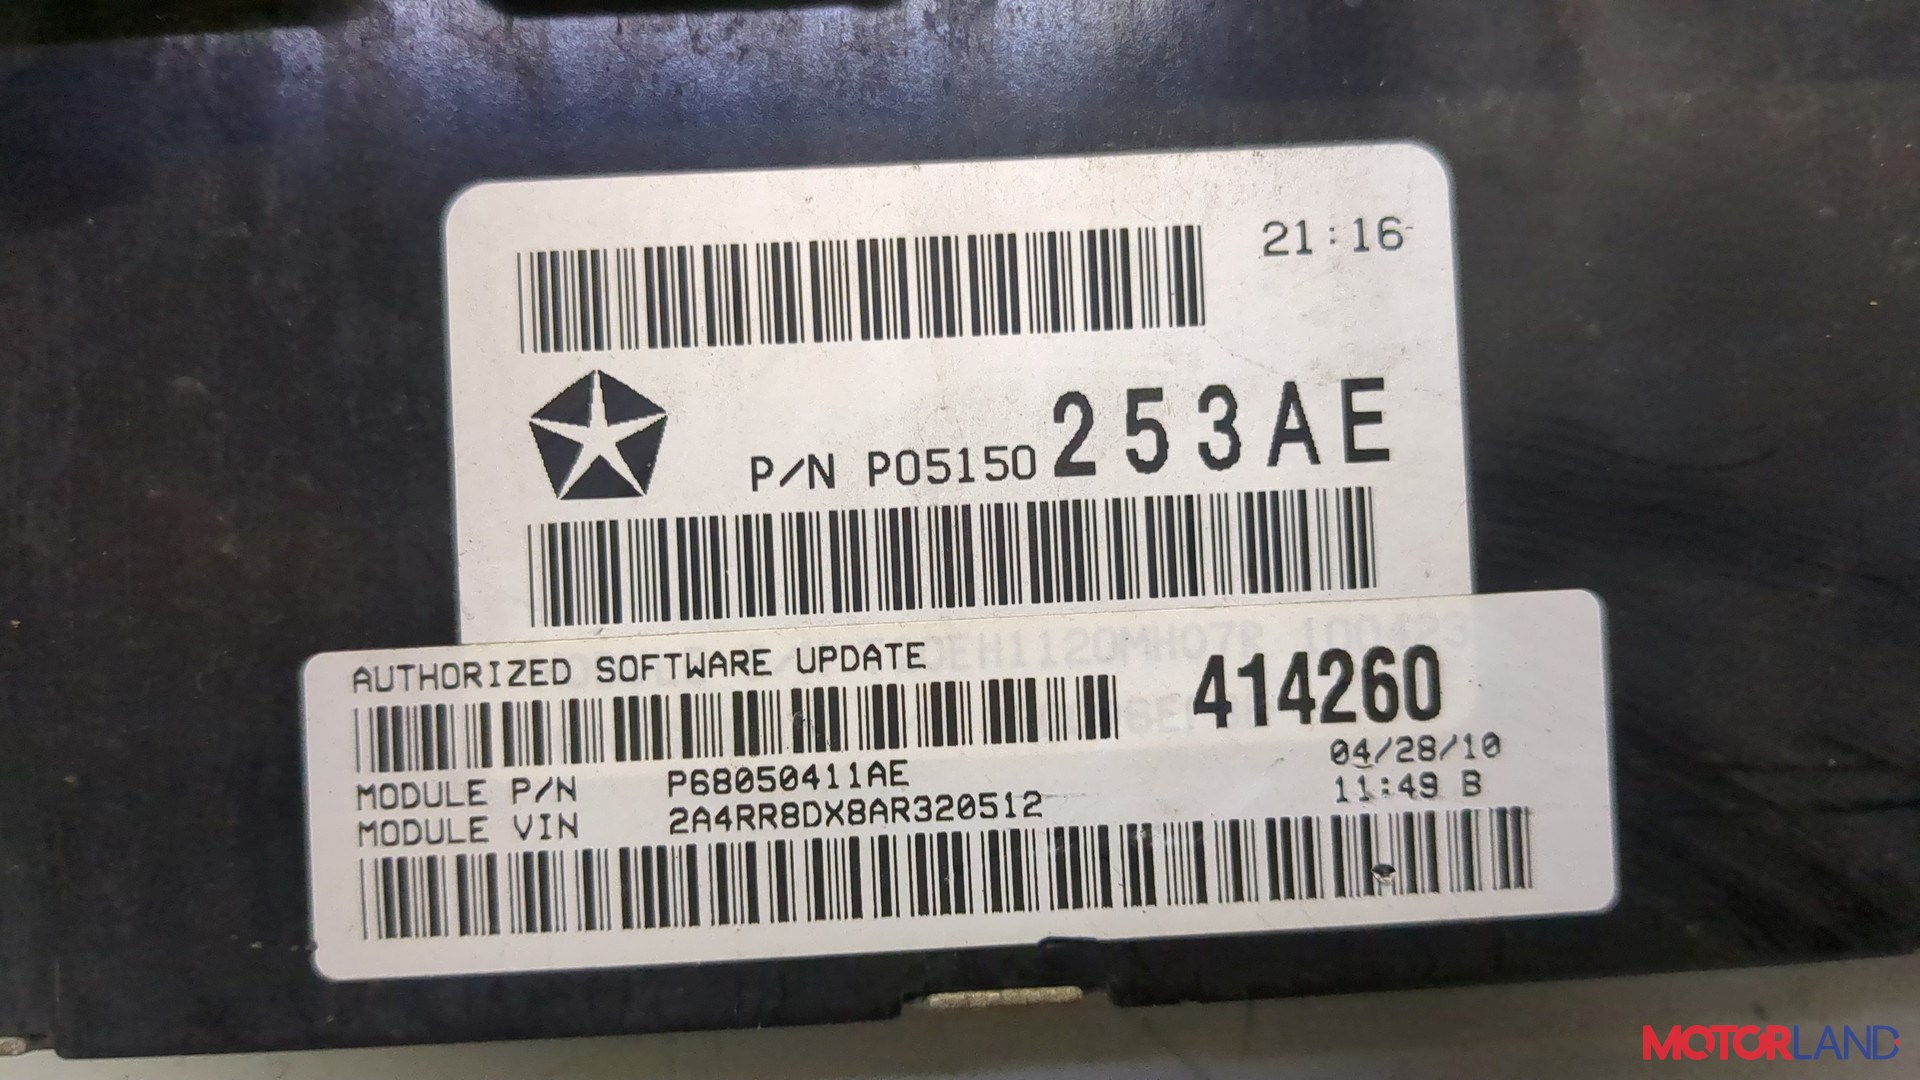 21:16
P/N P05150253AE
AUTHORIZED SOFTWARE UPDATE
414260
04/28/10
MODULE P/N P68050411AE
11:49 B
MODULE VIN 2A4RR8DX8AR320512
MOTORLAND